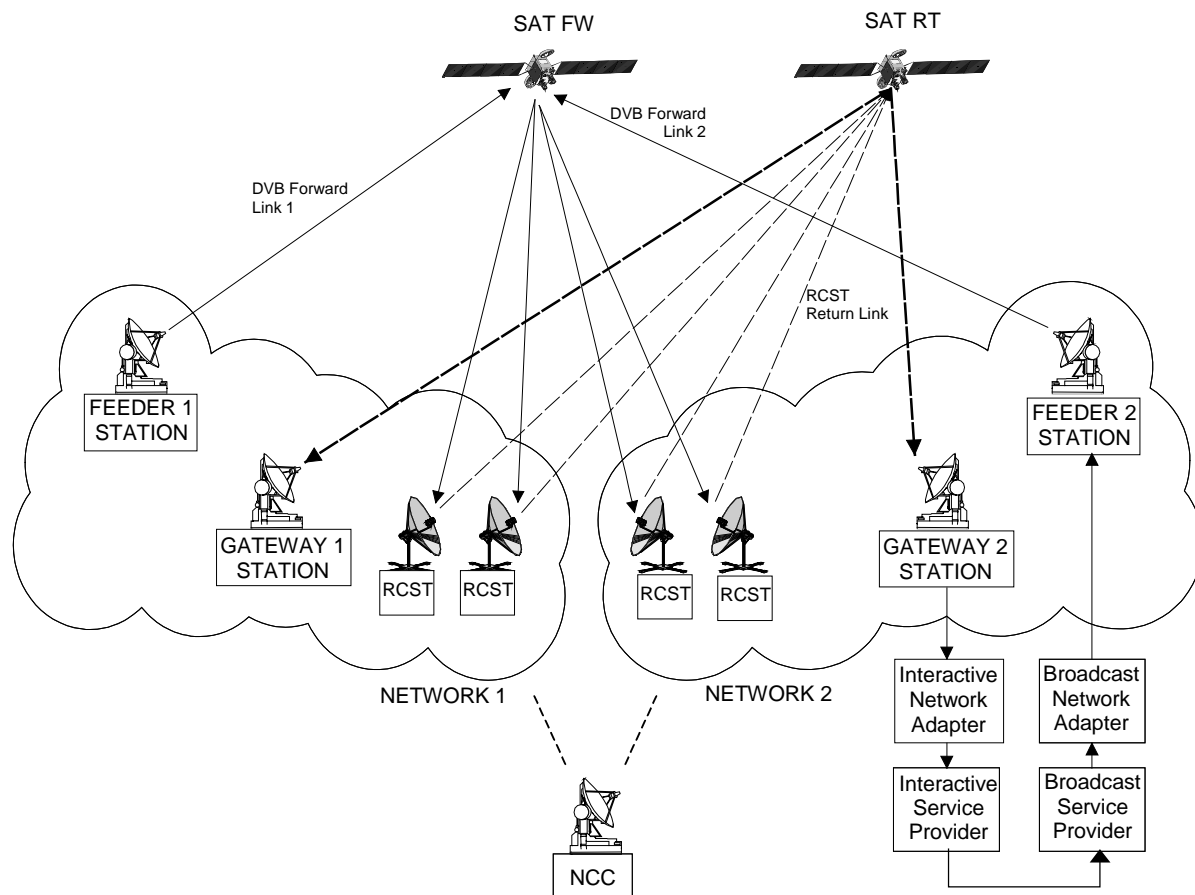 SAT FW
SAT RT
DVB Forward
Link 2
DVB Forward
Link 1
RCST
Return Link
FEEDER 1
STATION
FEEDER 2
STATION
GATEWAY 1
STATION
GATEWAY 2
STATION
RCST
RCST
RCST
RCST
NETWORK 1
NETWORK 2
Interactive
Network
Adapter
Broadcast
Network
Adapter
Interactive
Service
Provider
Broadcast
Service
Provider
NCC